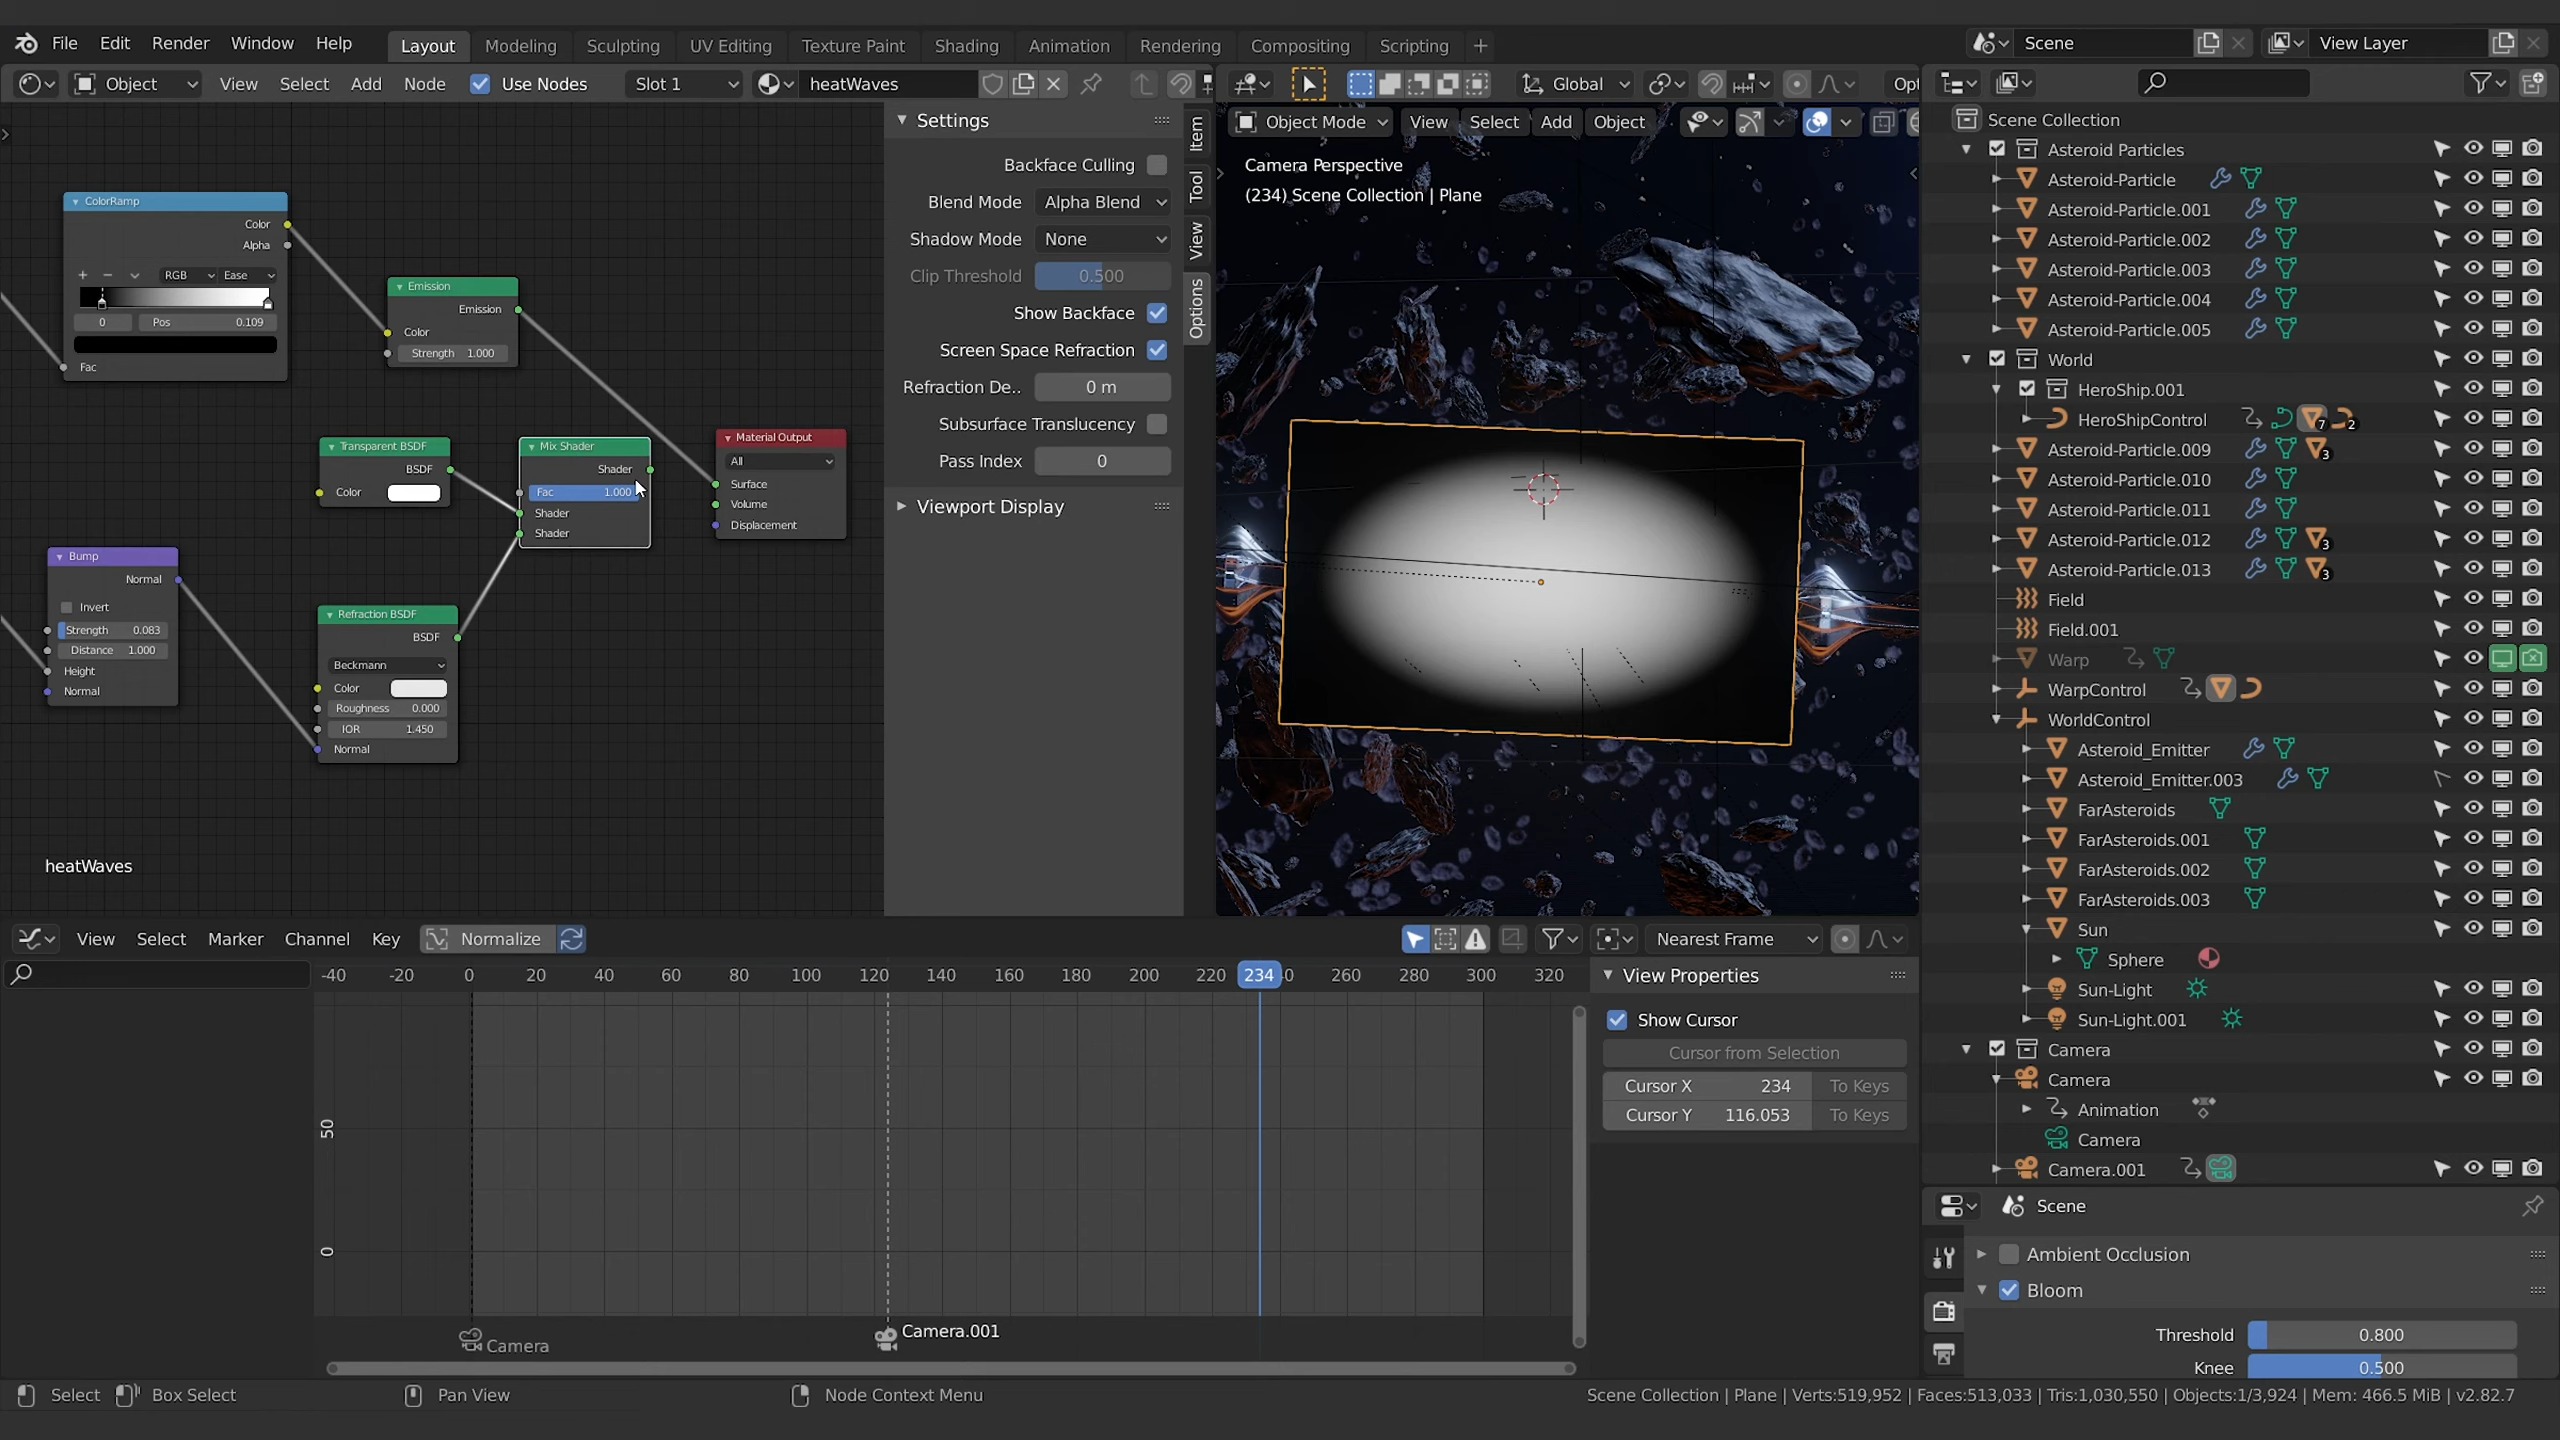 File Edit Render Window Help Layout Modeling Sculpting UV Editing Texture Paint Shading Animation Rendering Compositing Scripting + Scene View Layer
Object View Select Add Node Use Nodes Slot 1 heatWaves
Global Opt
Object Mode View Select Add Object
Camera Perspective
(234) Scene Collection | Plane
ColorRamp
Color
Alpha
RGB Ease
0 Pos 0.109
Fac
Emission
Emission
Color
Strength 1.000
Transparent BSDF
BSDF
Color
Mix Shader
Shader
Fac 1.000
Shader
Shader
Material Output
All
Surface
Volume
Displacement
Bump
Normal
Invert
Strength 0.083
Distance 1.000
Height
Normal
Refraction BSDF
BSDF
Beckmann
Color
Roughness 0.000
IOR 1.450
Normal
heatWaves
Settings
Backface Culling
Blend Mode Alpha Blend
Shadow Mode None
Clip Threshold 0.500
Show Backface
Screen Space Refraction
Refraction De.. 0 m
Subsurface Translucency
Pass Index 0
Viewport Display
Item
Tool
View
Options
Scene Collection
Asteroid Particles
Asteroid-Particle
Asteroid-Particle.001
Asteroid-Particle.002
Asteroid-Particle.003
Asteroid-Particle.004
Asteroid-Particle.005
World
HeroShip.001
HeroShipControl 7 2
Asteroid-Particle.009 3
Asteroid-Particle.010
Asteroid-Particle.011
Asteroid-Particle.012 3
Asteroid-Particle.013 3
Field
Field.001
Warp
WarpControl
WorldControl
Asteroid_Emitter
Asteroid_Emitter.003
FarAsteroids
FarAsteroids.001
FarAsteroids.002
FarAsteroids.003
Sun
Sphere
Sun-Light
Sun-Light.001
Camera
Camera
Animation
Camera
Camera.001
View Select Marker Channel Key Normalize Nearest Frame
-40 -20 0 20 40 60 80 100 120 140 160 180 200 220 234 0 260 280 300 320
50
0
Camera
Camera.001
View Properties
Show Cursor
Cursor from Selection
Cursor X 234 To Keys
Cursor Y 116.053 To Keys
Scene
Ambient Occlusion
Bloom
Threshold 0.800
Knee 0.500
Select Box Select Pan View Node Context Menu
Scene Collection | Plane | Verts:519,952 | Faces:513,033 | Tris:1,030,550 | Objects:1/3,924 | Mem: 466.5 MiB | v2.82.7